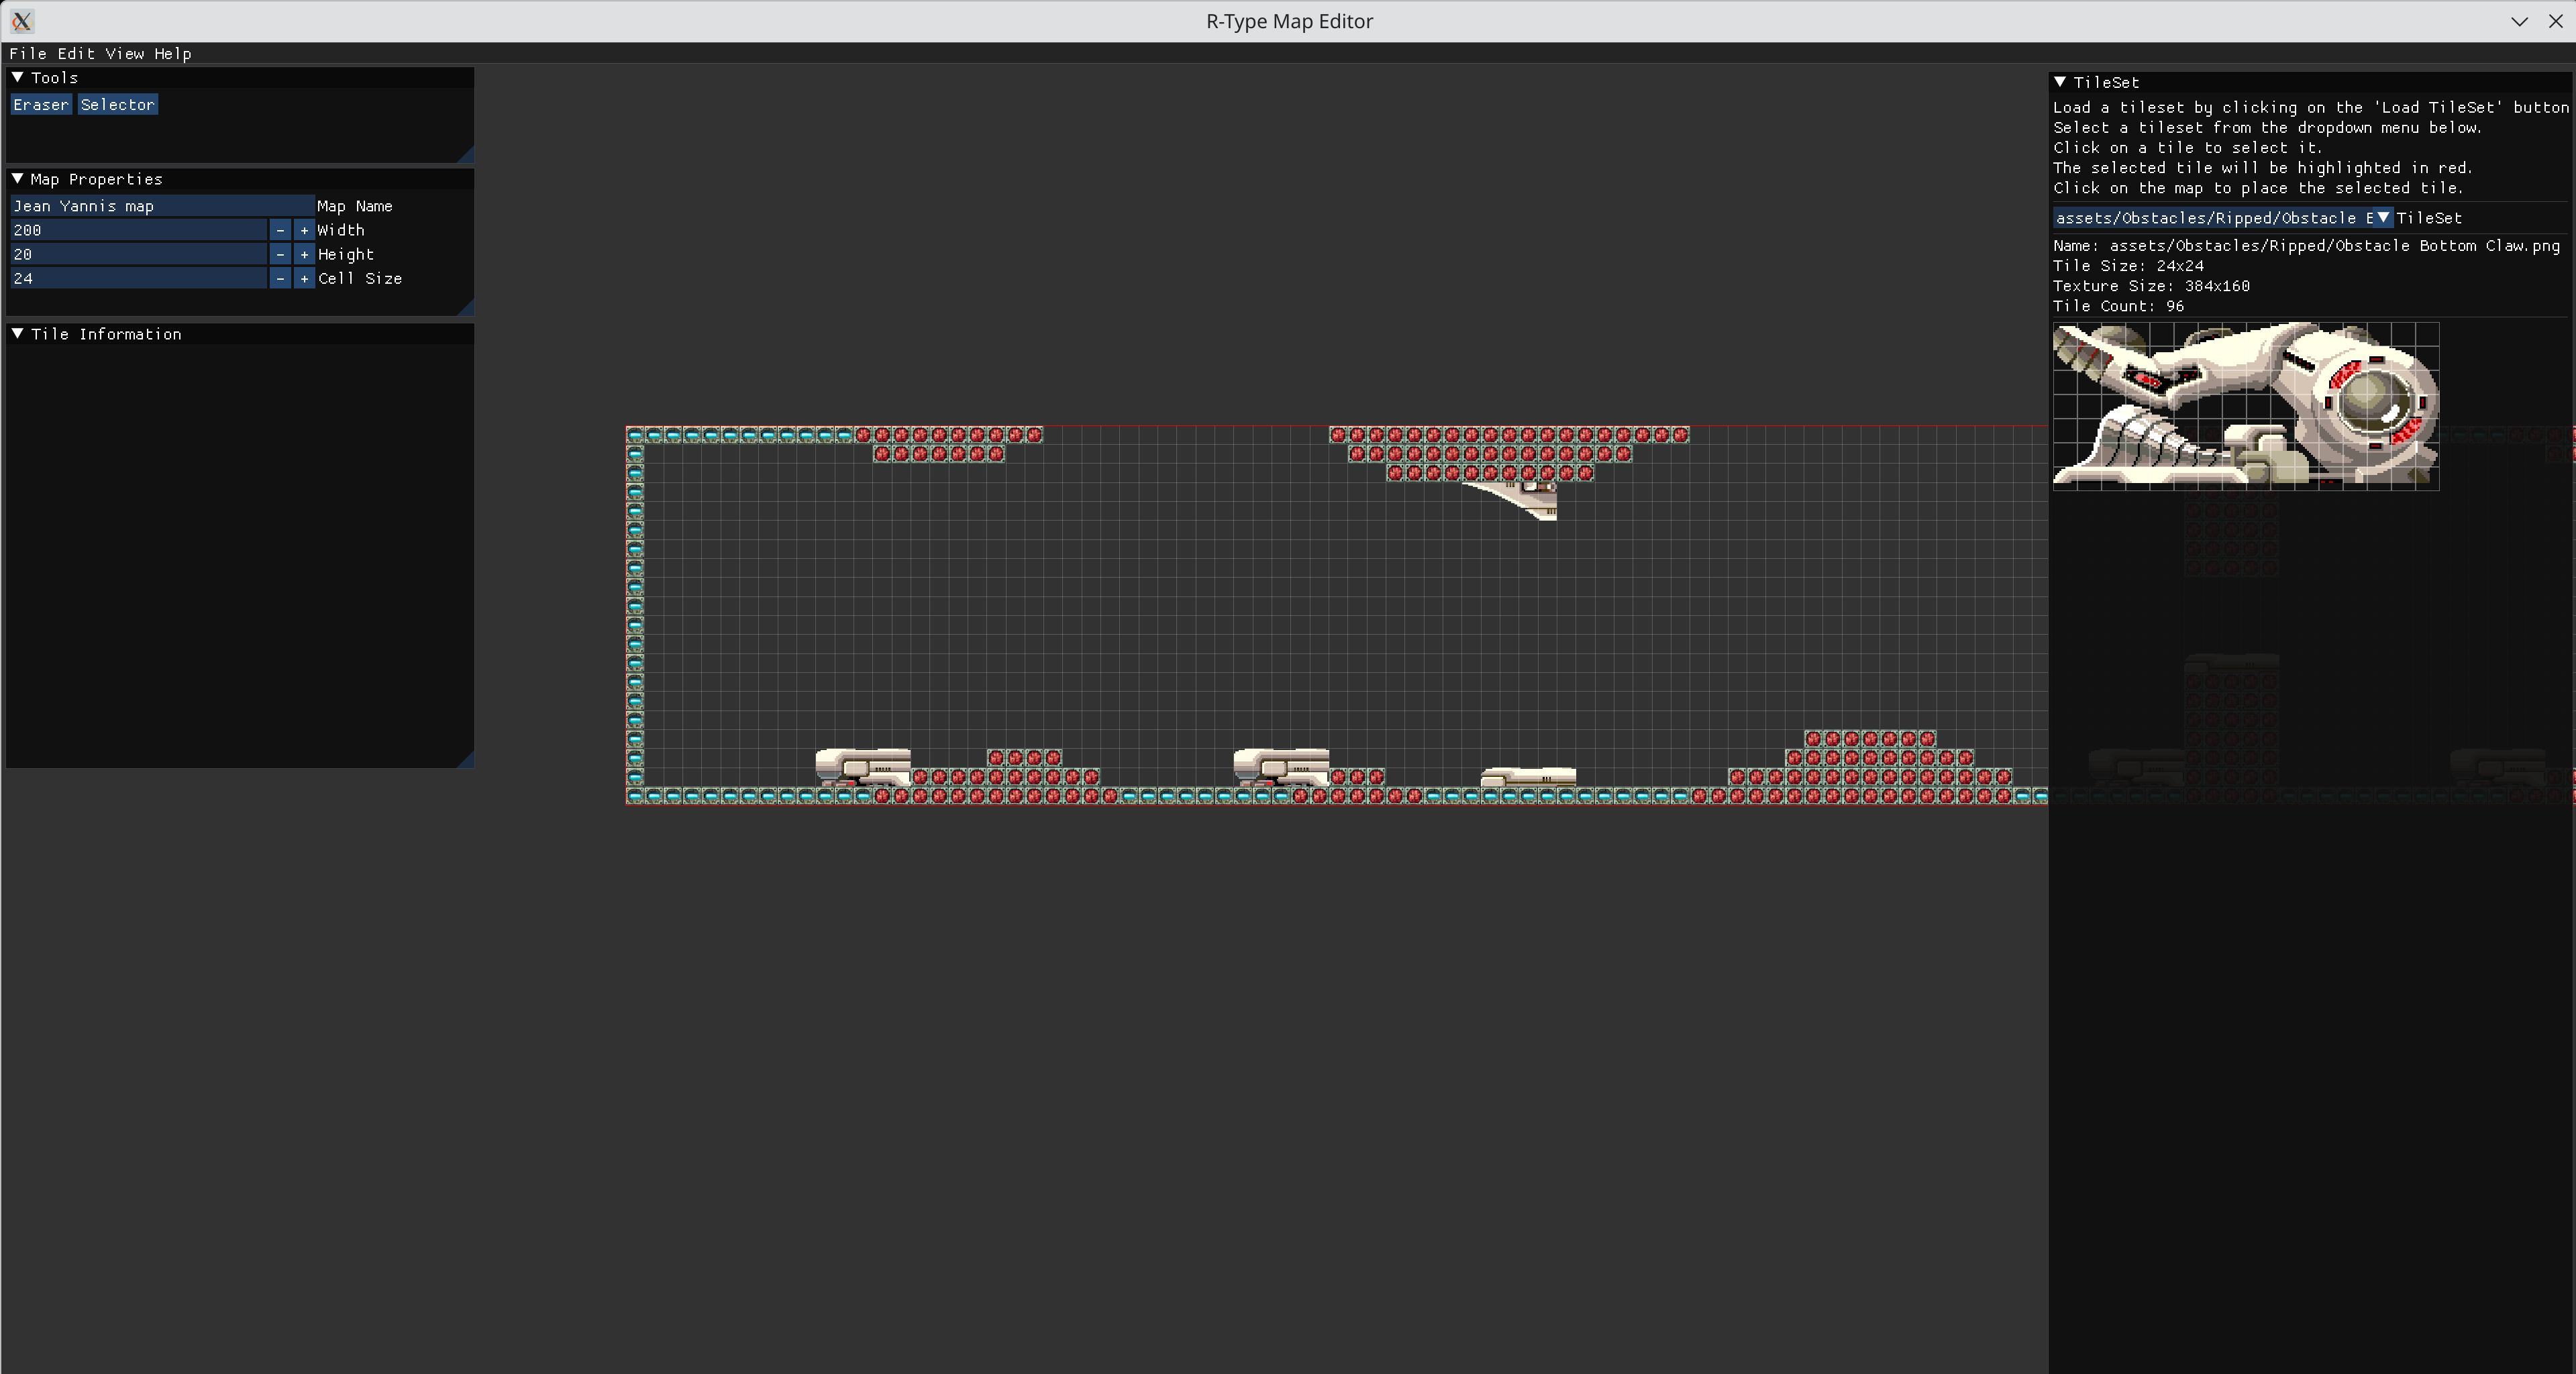 R-Type Map Editor
File Edit View Help
Tools
Eraser Selector
Map Properties
Jean Yannis map Map Name
200 - + Width
20 - + Height
24 - + Cell Size
Tile Information
TileSet
Load a tileset by clicking on the 'Load TileSet' button
Select a tileset from the dropdown menu below.
Click on a tile to select it.
The selected tile will be highlighted in red.
Click on the map to place the selected tile.
assets/Obstacles/Ripped/Obstacle TileSet
Name: assets/Obstacles/Ripped/Obstacle Bottom Claw.png
Tile Size: 24x24
Texture Size: 384x160
Tile Count: 96